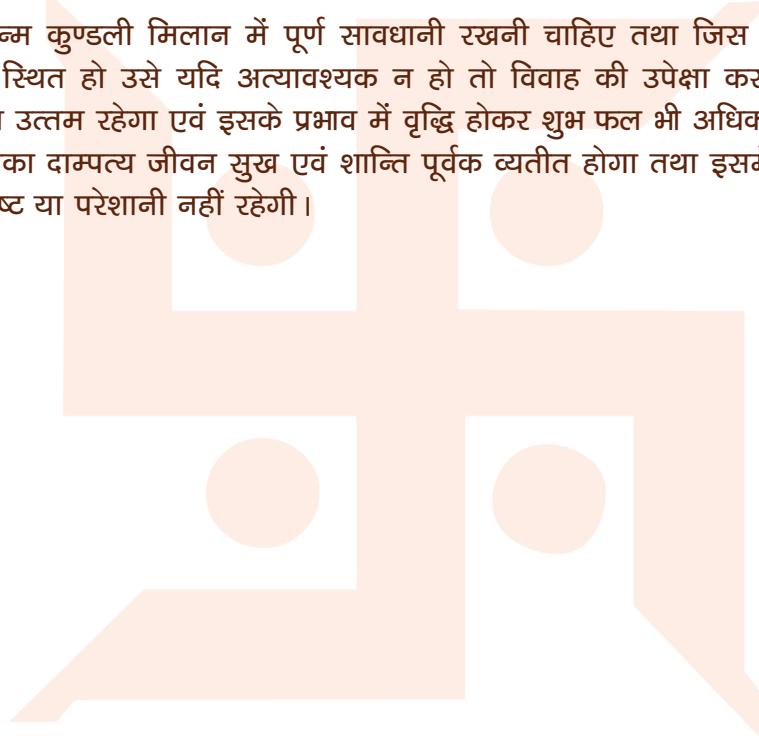 न्म कुण्डली मिलान में पूर्ण सावधानी रखनी चाहिए तथा जिस
स्थित हो उसे यदि अत्यावश्यक न हो तो विवाह की उपेक्षा कर
उत्तम रहेगा एवं इसके प्रभाव में वृद्धि होकर शुभ फल भी अधिक
का दाम्पत्य जीवन सुख एवं शान्ति पूर्वक व्यतीत होगा तथा इसमें
ष्ट या परेशानी नहीं रहेगी।